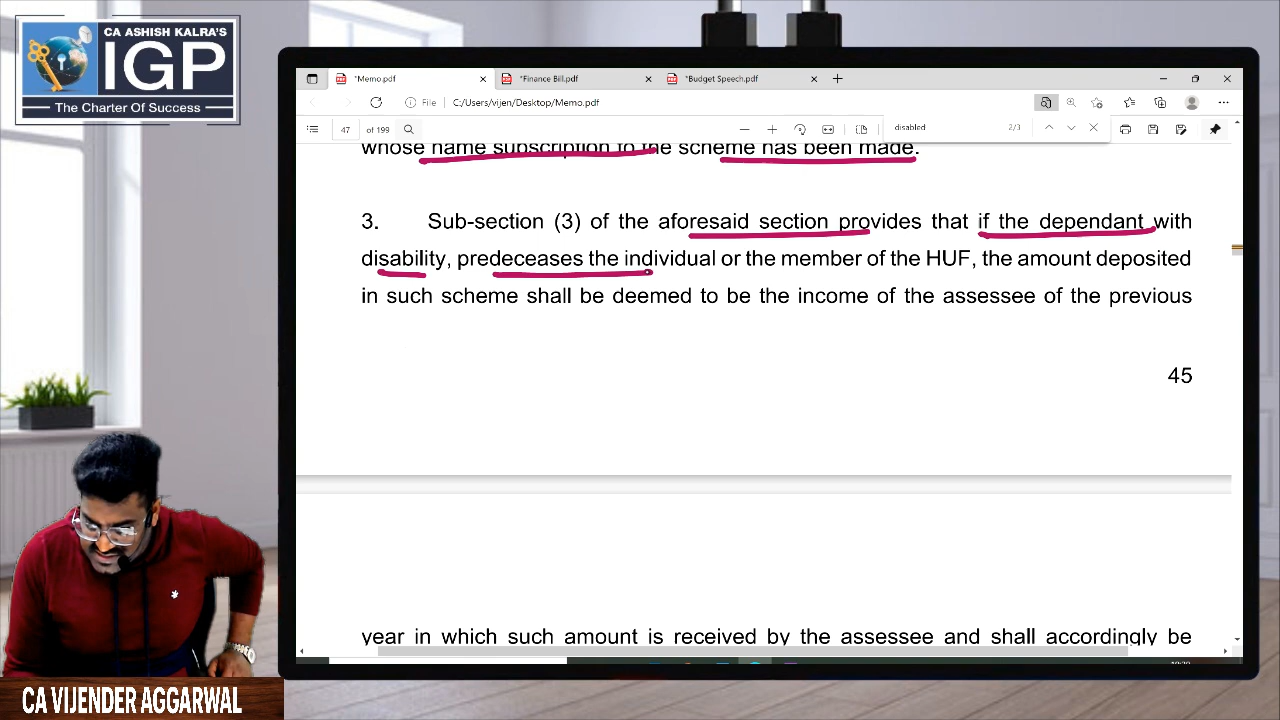 CA ASHISH KALRA'S
IGP
The Charter Of Success
*Memo.pdf
*Finance Bill.pdf
*Budget Speech.pdf
File
C:/Users/vijen/Desktop/Memo.pdf
47 of 199
disabled
2/3
whose name subscription to the scheme has been made.
3. Sub-section (3) of the aforesaid section provides that if the dependant with
disability, predeceases the individual or the member of the HUF, the amount deposited
in such scheme shall be deemed to be the income of the assessee of the previous
45
year in which such amount is received by the assessee and shall accordingly be
CA VIJENDER AGGARWAL